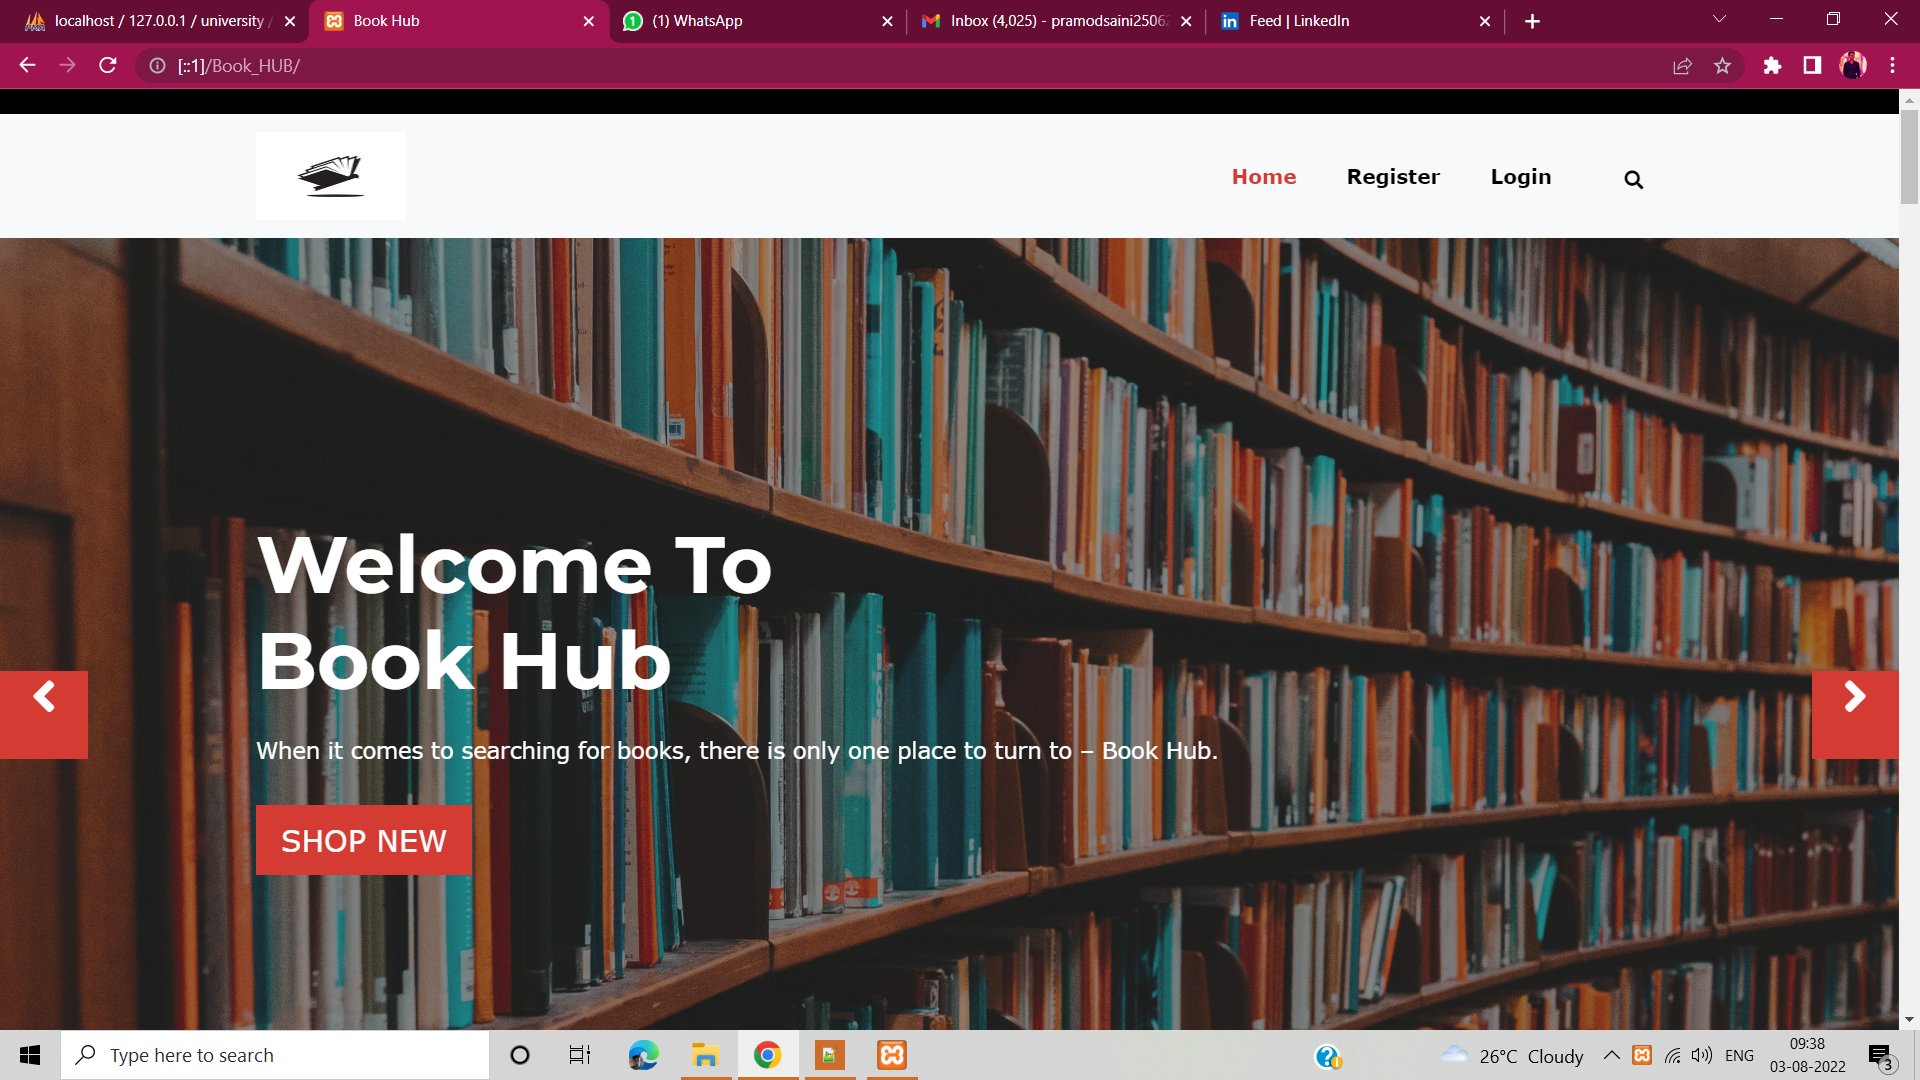 localhost / 127.0.0.1 / university /
Book Hub
(1) WhatsApp
Inbox (4,025) - pramodsaini2506
Feed | LinkedIn
[::1]/Book_HUB/
Home
Register
Login
Welcome To
Book Hub
When it comes to searching for books, there is only one place to turn to – Book Hub.
SHOP NEW
Type here to search
26°C Cloudy
ENG
09:38
03-08-2022
3